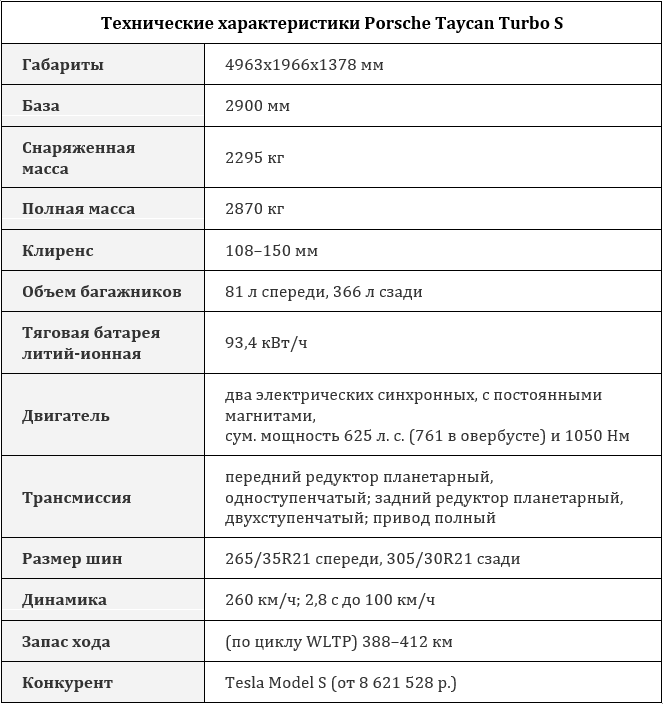 Технические характеристики Porsche Taycan Turbo S
Габариты
4963х1966х1378 мм
База
2900 мм
Снаряженная
масса
2295 кг
Полная масса
2870 кг
Клиренс
108–150 мм
Объем багажников
81 л спереди, 366 л сзади
Тяговая батарея
литий-ионная
93,4 кВт/ч
Двигатель
два электрических синхронных, с постоянными
магнитами,
сум. мощность 625 л. с. (761 в овербусте) и 1050 Нм
Трансмиссия
передний редуктор планетарный,
одноступенчатый; задний редуктор планетарный,
двухступенчатый; привод полный
Размер шин
265/35R21 спереди, 305/30R21 сзади
Динамика
260 км/ч; 2,8 с до 100 км/ч
Запас хода
(по циклу WLTP) 388–412 км
Конкурент
Tesla Model S (от 8 621 528 р.)